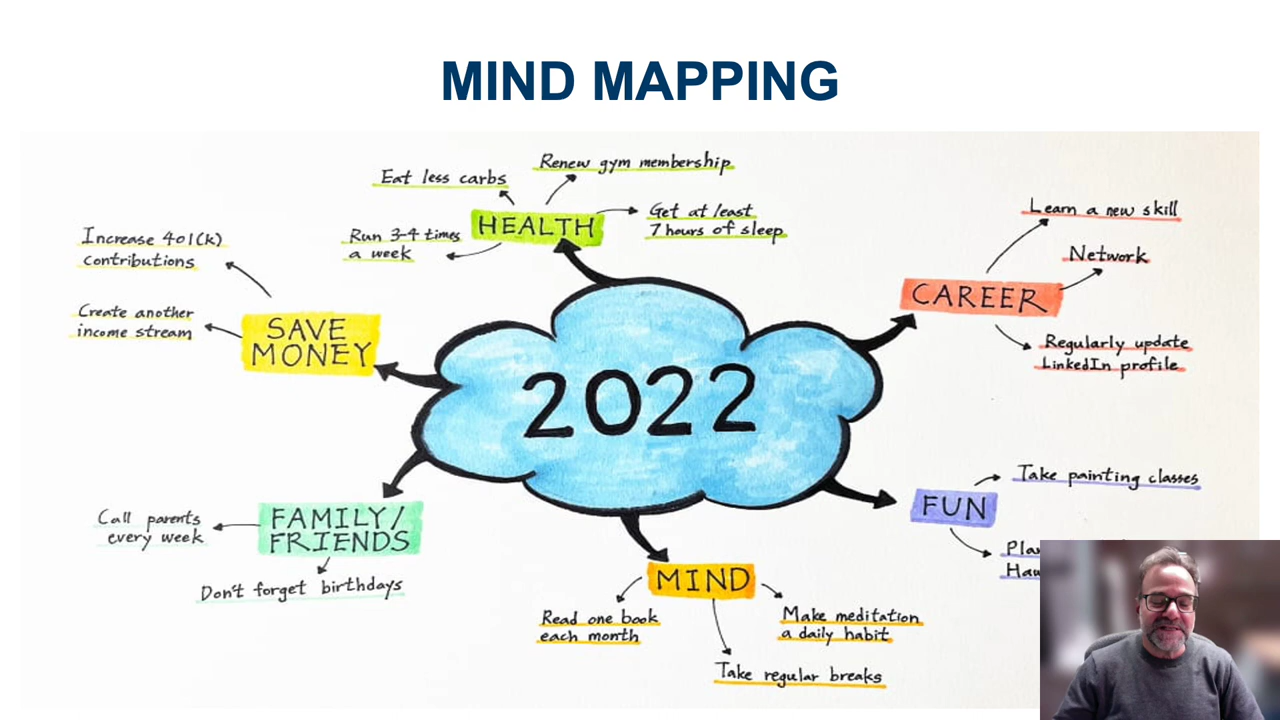 MIND MAPPING
Renew gym membership
Eat less carbs
HEALTH
Get at least
7 hours of sleep
Run 3-4 times
a week
Increase 401(k)
contributions
Create another
income stream
SAVE
MONEY
Learn a new skill
Network
CAREER
Regularly update
LinkedIn profile
2022
Take painting classes
FUN
FAMILY/
FRIENDS
Call parents
every week
Don't forget birthdays
MIND
Read one book
each month
Make meditation
a daily habit
Take regular breaks